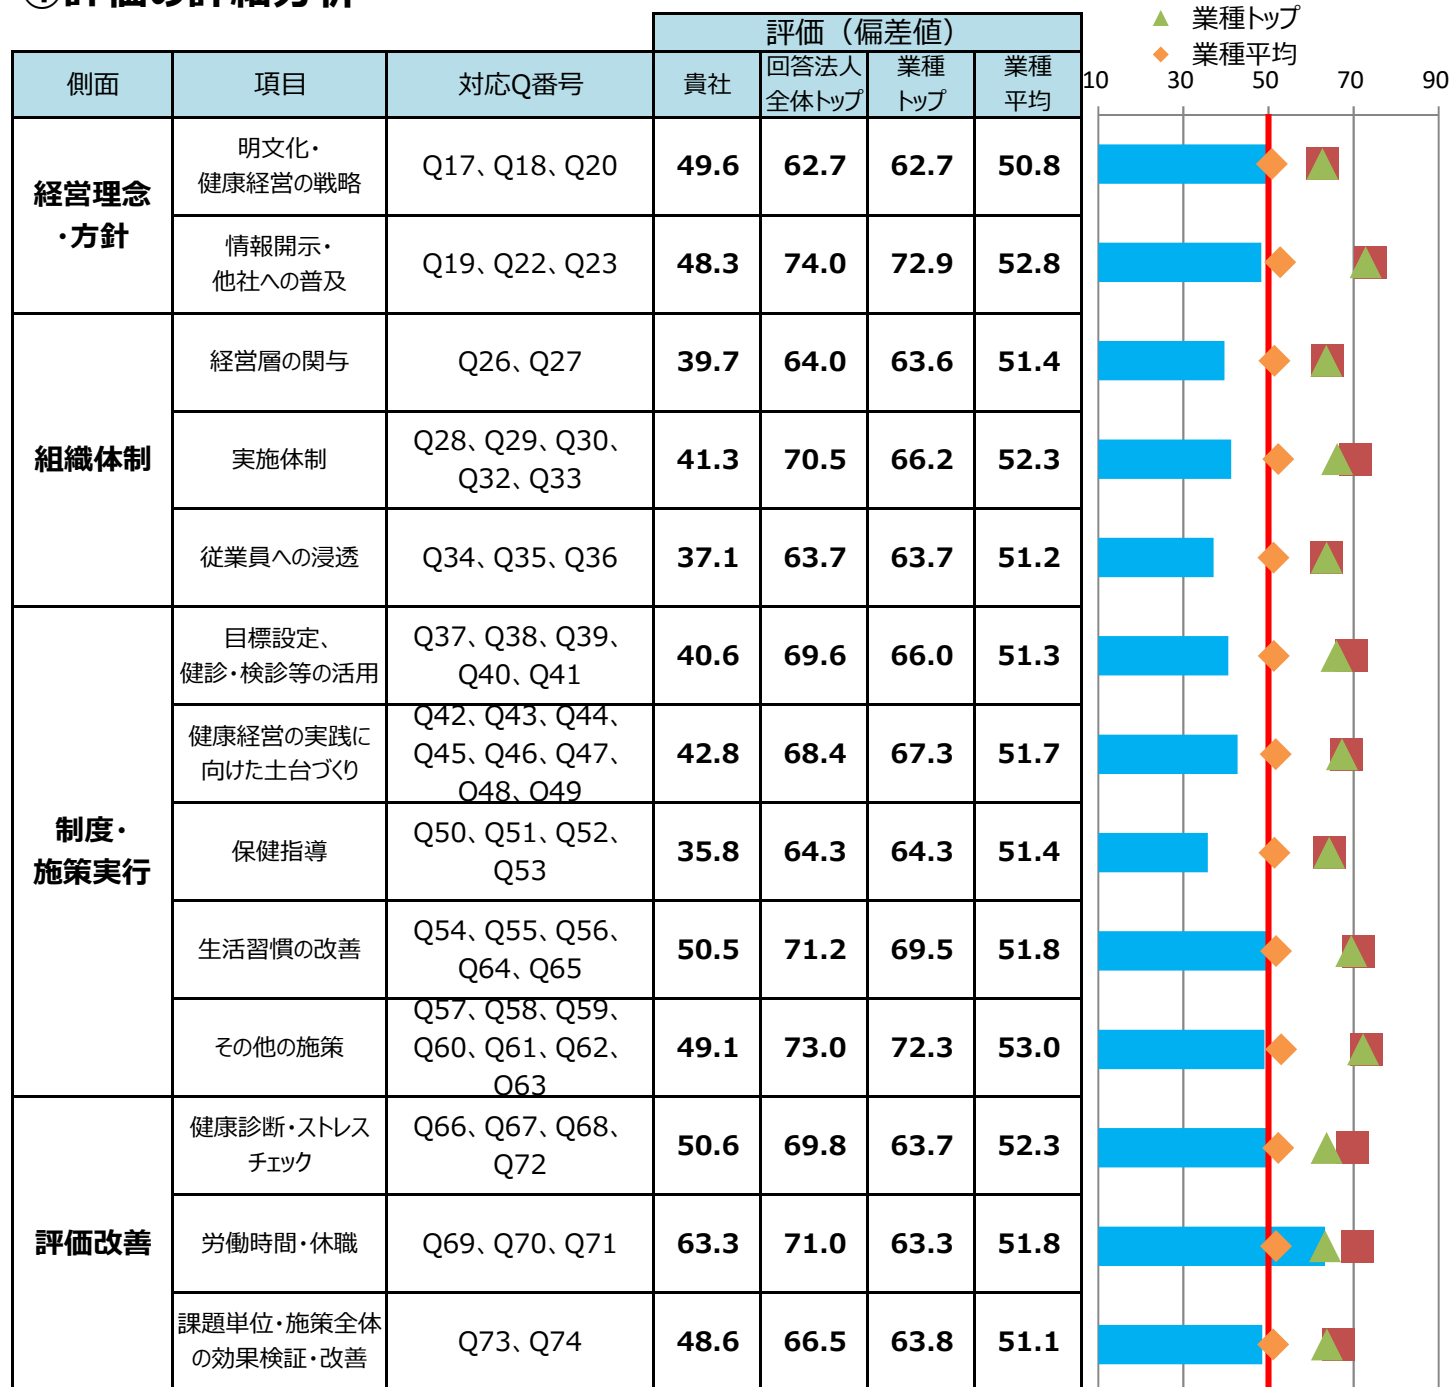 ①評価の詳細分析
▲ 業種トップ
◆ 業種平均
評価（偏差値）
側面 項目 対応Q番号 貴社 回答法人 業種 業種
全体トップ トップ 平均
10 30 50 70 90
経営理念
・方針
明文化・
健康経営の戦略
Q17、Q18、Q20 49.6 62.7 62.7 50.8
情報開示・
他社への普及
Q19、Q22、Q23 48.3 74.0 72.9 52.8
組織体制
経営層の関与 Q26、Q27 39.7 64.0 63.6 51.4
実施体制
Q28、Q29、Q30、
Q32、Q33
41.3 70.5 66.2 52.3
従業員への浸透 Q34、Q35、Q36 37.1 63.7 63.7 51.2
制度・
施策実行
目標設定、
健診・検診等の活用
Q37、Q38、Q39、
Q40、Q41
40.6 69.6 66.0 51.3
健康経営の実践に
向けた土台づくり
Q42、Q43、Q44、
Q45、Q46、Q47、
Q48、Q49
42.8 68.4 67.3 51.7
保健指導
Q50、Q51、Q52、
Q53
35.8 64.3 64.3 51.4
生活習慣の改善
Q54、Q55、Q56、
Q64、Q65
50.5 71.2 69.5 51.8
その他の施策
Q57、Q58、Q59、
Q60、Q61、Q62、
Q63
49.1 73.0 72.3 53.0
評価改善
健康診断・ストレス
チェック
Q66、Q67、Q68、
Q72
50.6 69.8 63.7 52.3
労働時間・休職 Q69、Q70、Q71 63.3 71.0 63.3 51.8
課題単位・施策全体
の効果検証・改善
Q73、Q74 48.6 66.5 63.8 51.1